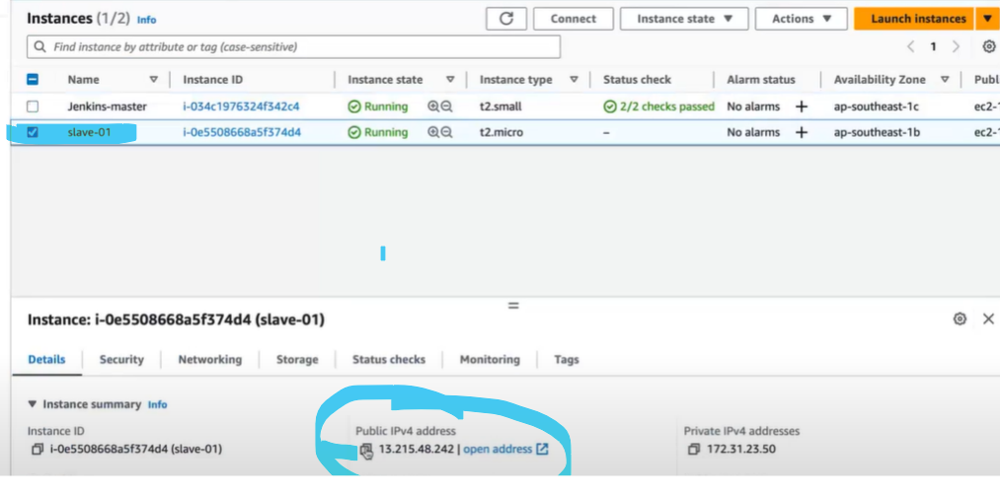 Instances (1/2) Info
Connect
Instance state
Actions
Launch instances
Find instance by attribute or tag (case-sensitive)
1
Name Instance ID Instance state Instance type Status check Alarm status Availability Zone Publ
Jenkins-master i-034c1976324f342c4 Running t2.small 2/2 checks passed No alarms + ap-southeast-1c ec2-1
slave-01 i-0e5508668a5f374d4 Running t2.micro – No alarms + ap-southeast-1b ec2-1
Instance: i-0e5508668a5f374d4 (slave-01)
Details Security Networking Storage Status checks Monitoring Tags
Instance summary Info
Instance ID Public IPv4 address Private IPv4 addresses
i-0e5508668a5f374d4 (slave-01) 13.215.48.242 | open address 172.31.23.50